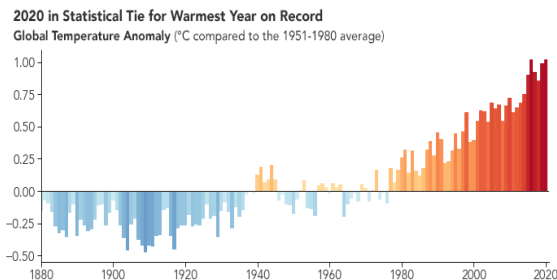 2020 in Statistical Tie for Warmest Year on Record
Global Temperature Anomaly (°C compared to the 1951-1980 average)
1.00
0.75
0.50
0.25
0.00
−0.25
−0.50
1880 1900 1920 1940 1960 1980 2000 2020